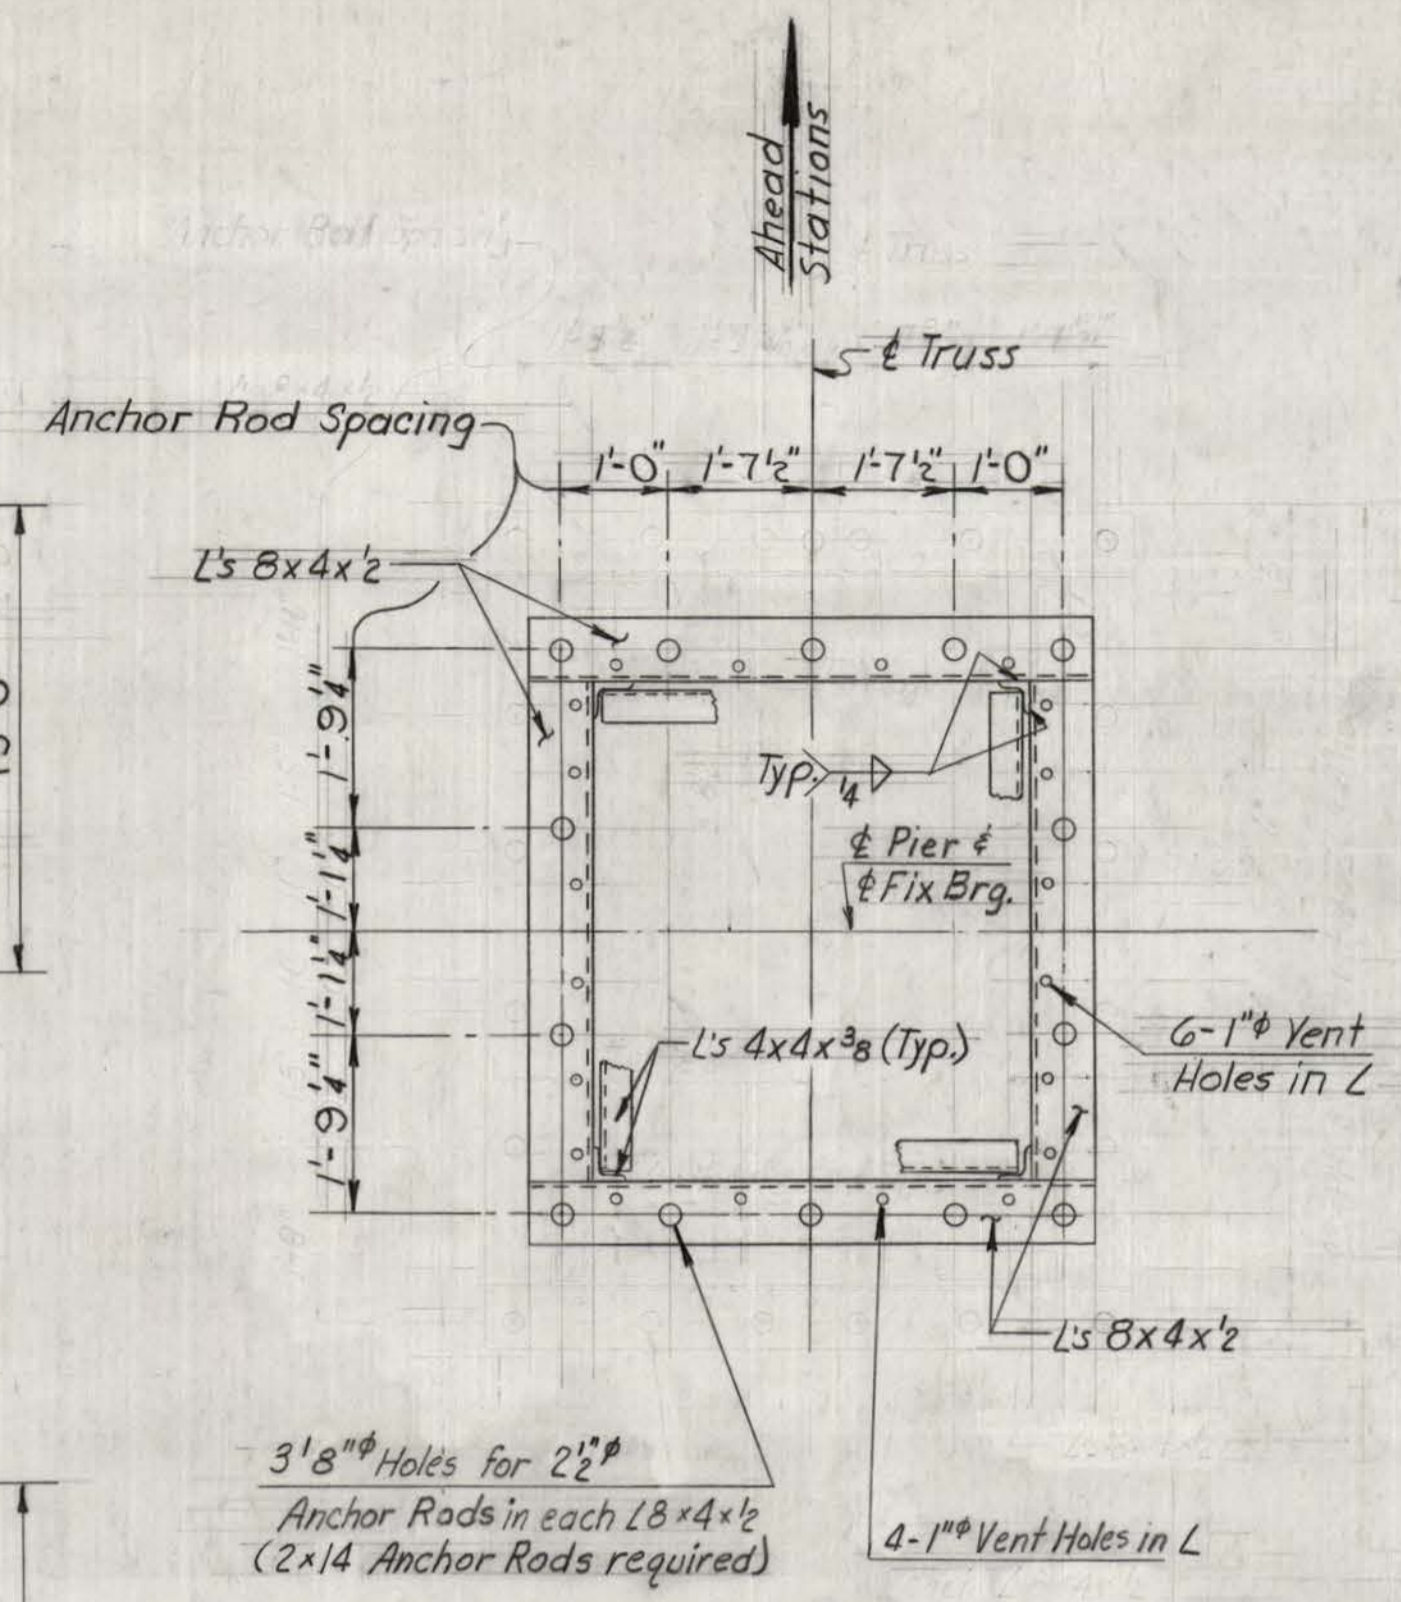 Ahead
Stations
℄ Truss
Anchor Rod Spacing
1'-0" 1'-7½" 1'-7½" 1'-0"
L's 8x4x½
1'-9¼"
1'-1¼"
1'-1¼"
1'-9¼"
Typ. ¼
℄ Pier &
℄ Fix Brg.
L's 4x4x⅜ (Typ.)
6-1"ϕ Vent
Holes in L
L's 8x4x½
3⅛"ϕ Holes for 2½"ϕ
Anchor Rods in each L8x4x½
(2x14 Anchor Rods required)
4-1"ϕ Vent Holes in L